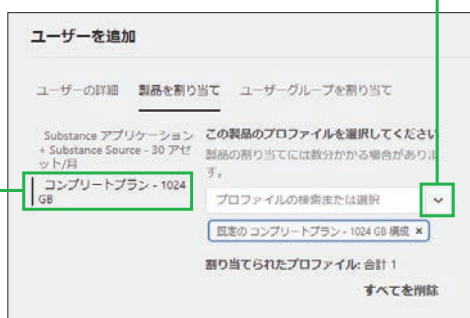 ユーザーを追加
ユーザーの詳細　製品を割り当て　ユーザーグループを割り当て
Substance アプリケーション
+ Substance Source - 30 アセ
ット/月
コンプリートプラン - 1024
GB
この製品のプロファイルを選択してください
製品の割り当てには数分かかる場合がありま
す。
プロファイルの検索または選択
既定の コンプリートプラン - 1024 GB 構成 ×
割り当てられたプロファイル: 合計 1
すべてを削除